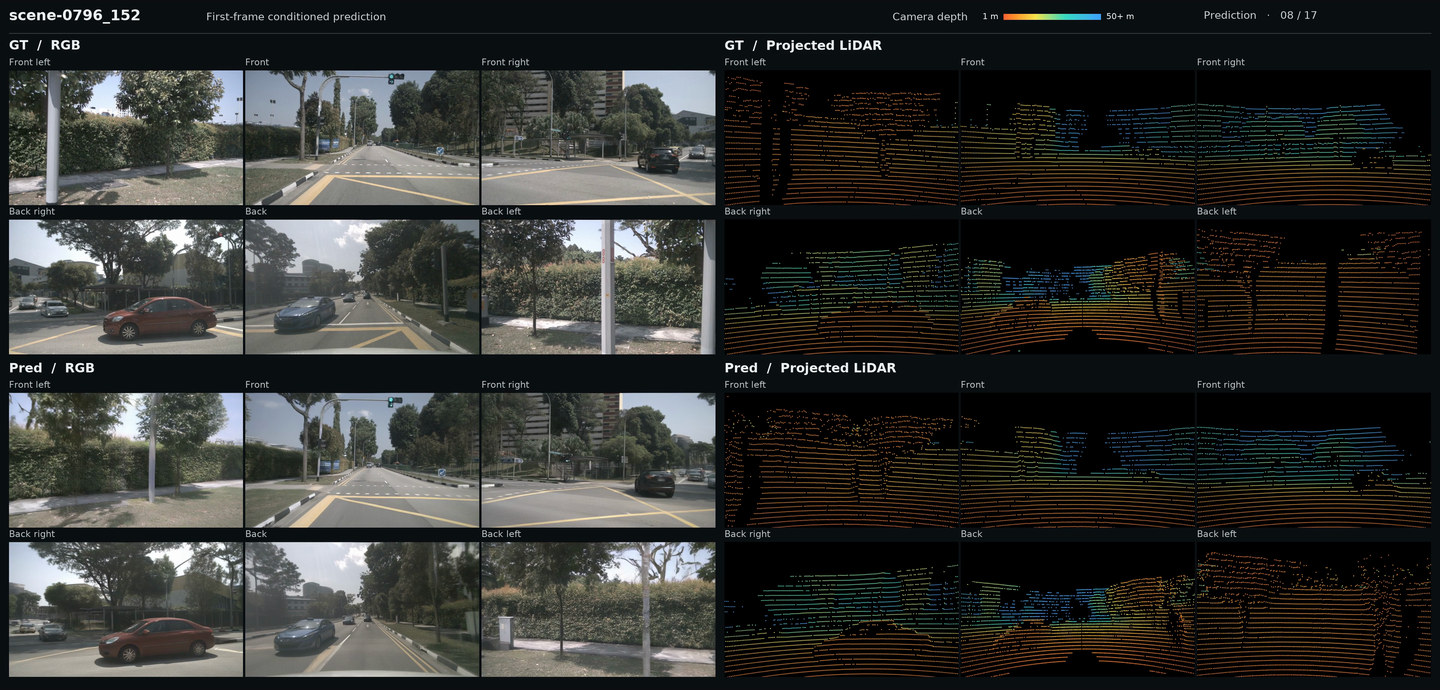 scene-0796_152
First-frame conditioned prediction
Camera depth 1 m 50+ m
Prediction · 08 / 17
GT / RGB
GT / Projected LiDAR
Front left
Front
Front right
Front left
Front
Front right
Back right
Back
Back left
Back right
Back
Back left
Pred / RGB
Pred / Projected LiDAR
Front left
Front
Front right
Front left
Front
Front right
Back right
Back
Back left
Back right
Back
Back left